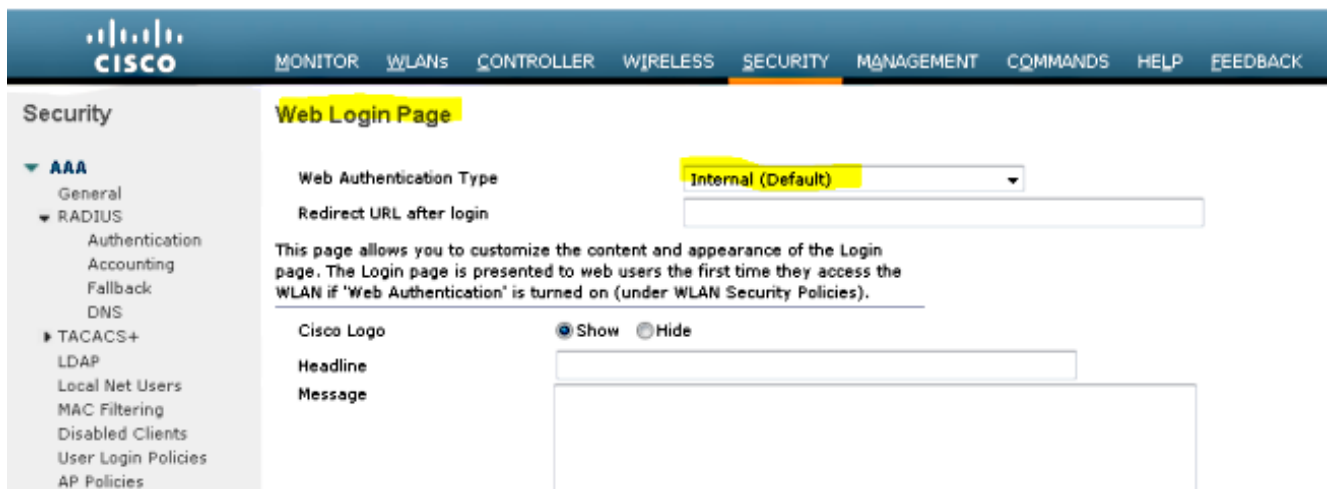 CISCO
MONITOR WLANs CONTROLLER WIRELESS SECURITY MANAGEMENT COMMANDS HELP FEEDBACK
Security
AAA
General
RADIUS
Authentication
Accounting
Fallback
DNS
TACACS+
LDAP
Local Net Users
MAC Filtering
Disabled Clients
User Login Policies
AP Policies
Web Login Page
Web Authentication Type Internal (Default)
Redirect URL after login
This page allows you to customize the content and appearance of the Login
page. The Login page is presented to web users the first time they access the
WLAN if 'Web Authentication' is turned on (under WLAN Security Policies).
Cisco Logo Show Hide
Headline
Message